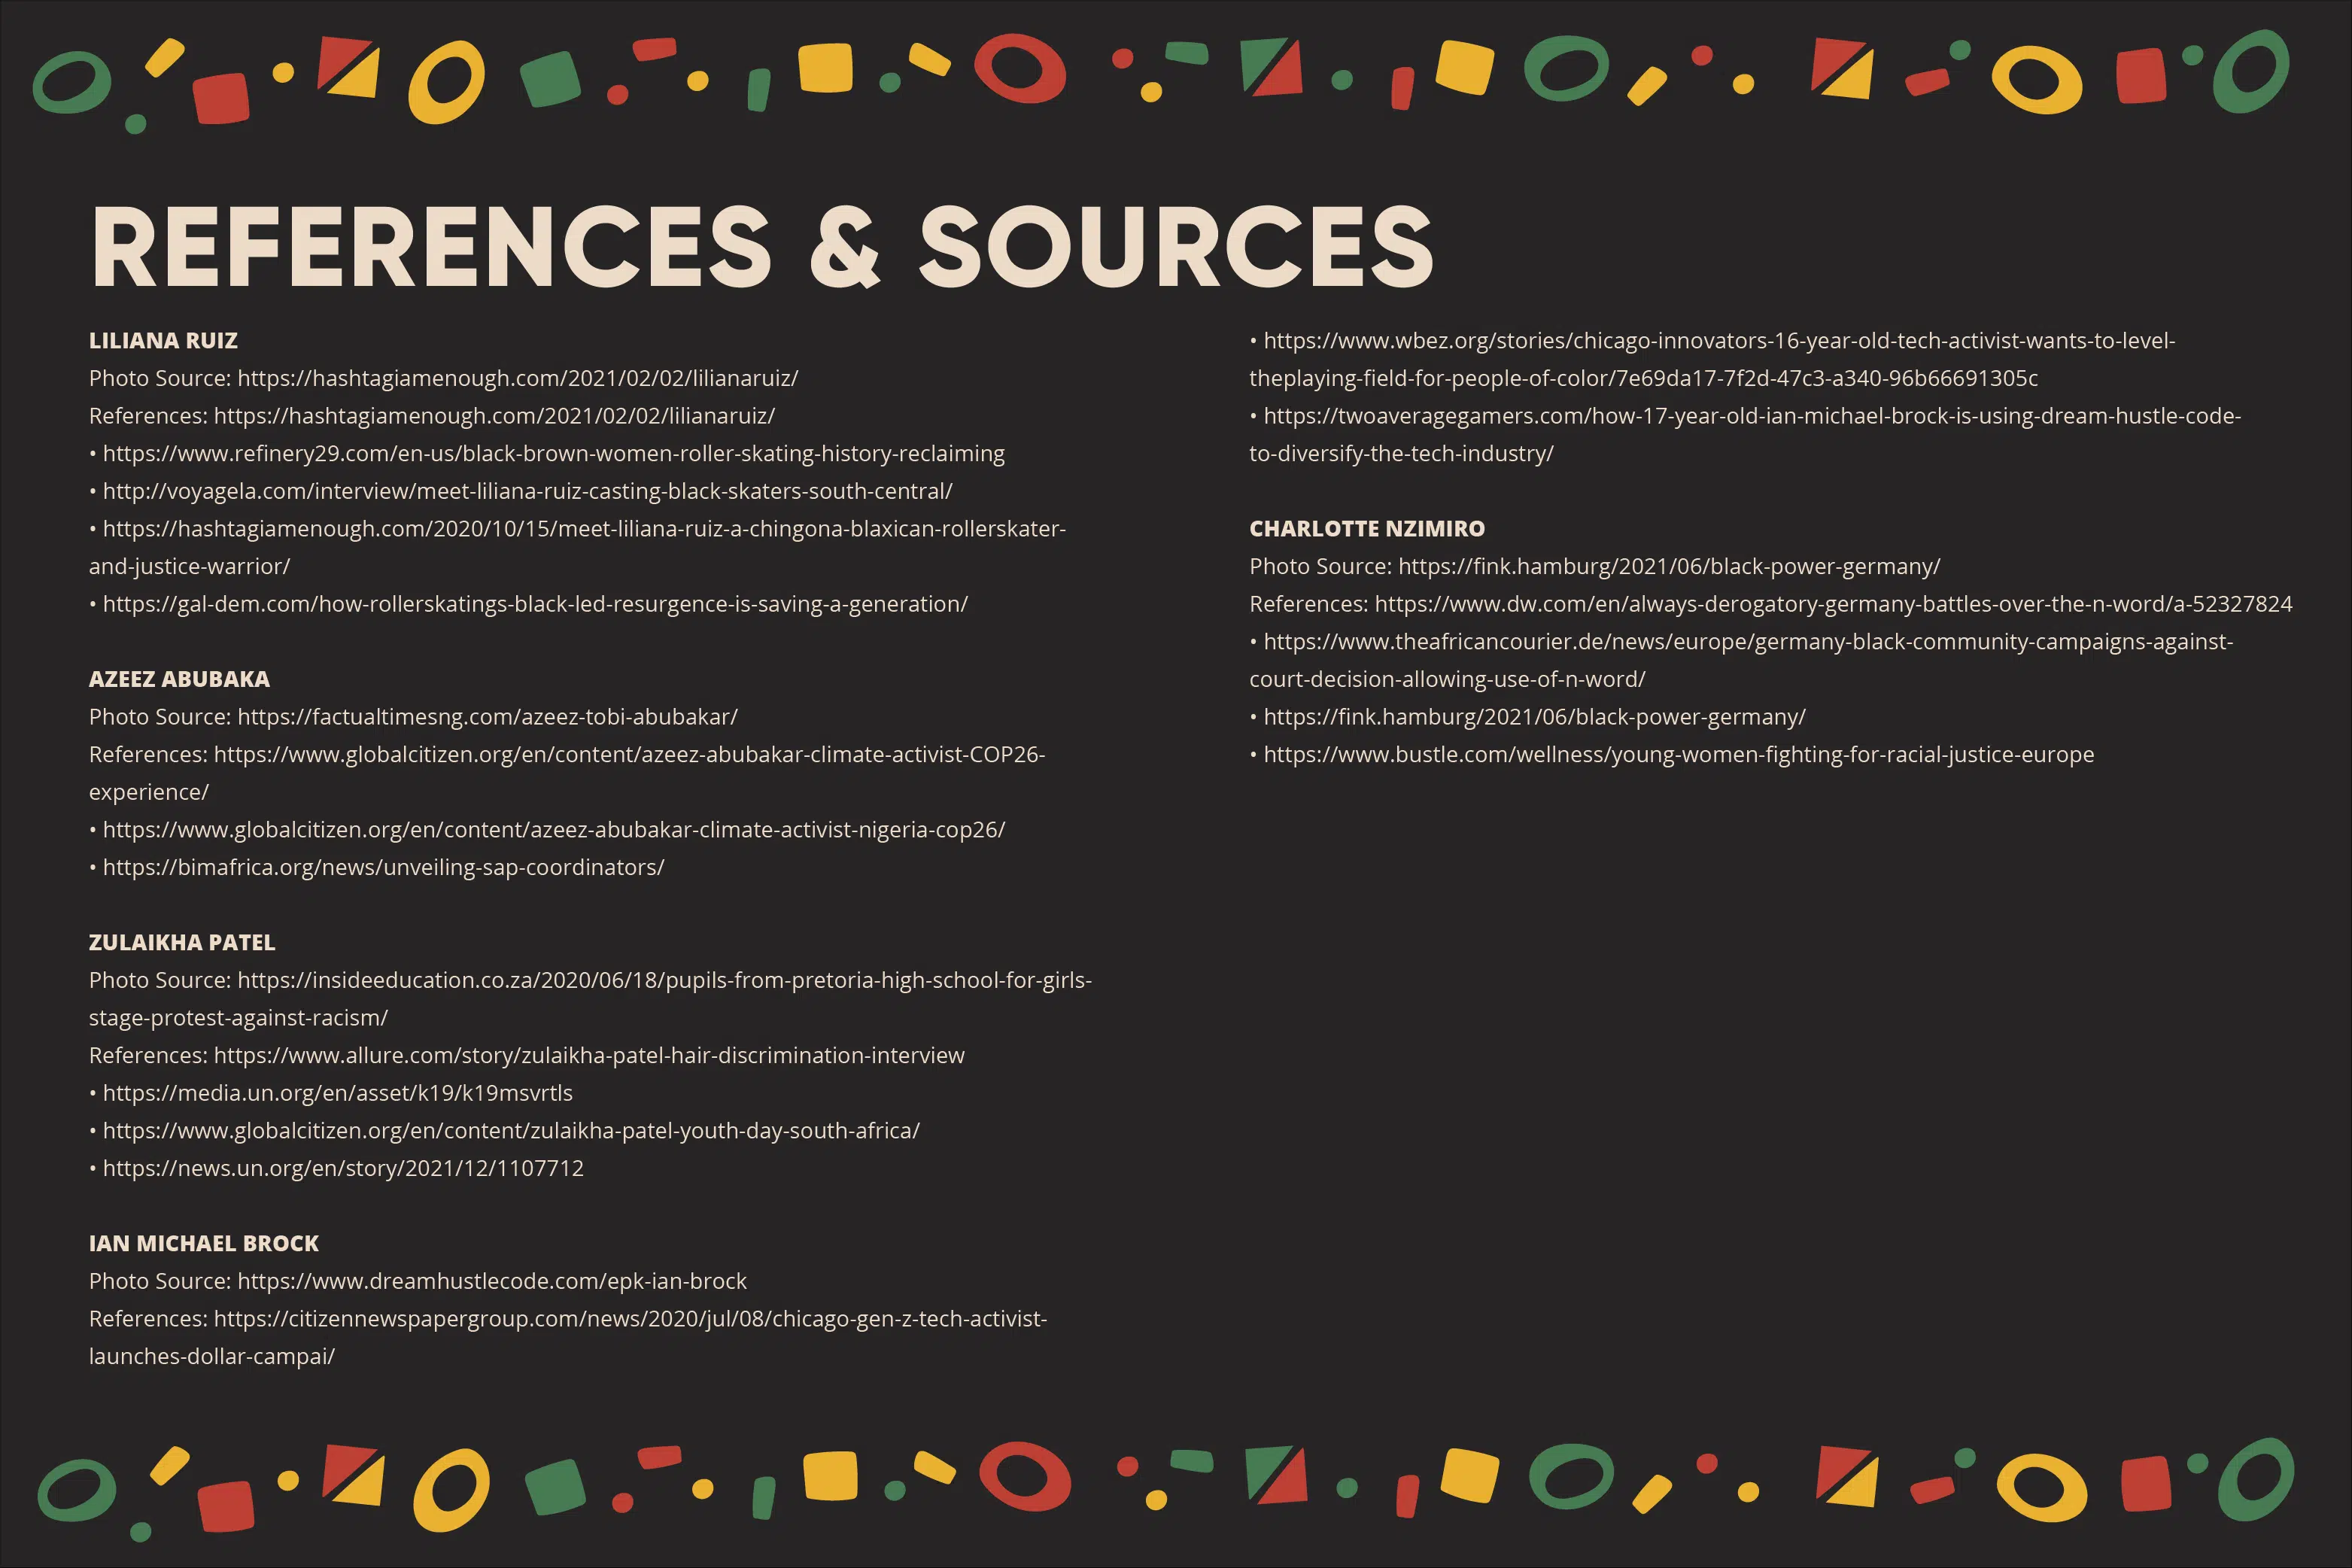 REFERENCES & SOURCES
LILIANA RUIZ
Photo Source: https://hashtagiamenough.com/2021/02/02/lilianaruiz/
References: https://hashtagiamenough.com/2021/02/02/lilianaruiz/
• https://www.refinery29.com/en-us/black-brown-women-roller-skating-history-reclaiming
• http://voyagela.com/interview/meet-liliana-ruiz-casting-black-skaters-south-central/
• https://hashtagiamenough.com/2020/10/15/meet-liliana-ruiz-a-chingona-blaxican-rollerskater-
and-justice-warrior/
• https://gal-dem.com/how-rollerskatings-black-led-resurgence-is-saving-a-generation/
AZEEZ ABUBAKA
Photo Source: https://factualtimesng.com/azeez-tobi-abubakar/
References: https://www.globalcitizen.org/en/content/azeez-abubakar-climate-activist-COP26-
experience/
• https://www.globalcitizen.org/en/content/azeez-abubakar-climate-activist-nigeria-cop26/
• https://bimafrica.org/news/unveiling-sap-coordinators/
ZULAIKHA PATEL
Photo Source: https://insideeducation.co.za/2020/06/18/pupils-from-pretoria-high-school-for-girls-
stage-protest-against-racism/
References: https://www.allure.com/story/zulaikha-patel-hair-discrimination-interview
• https://media.un.org/en/asset/k19/k19msvrtls
• https://www.globalcitizen.org/en/content/zulaikha-patel-youth-day-south-africa/
• https://news.un.org/en/story/2021/12/1107712
IAN MICHAEL BROCK
Photo Source: https://www.dreamhustlecode.com/epk-ian-brock
References: https://citizennewspapergroup.com/news/2020/jul/08/chicago-gen-z-tech-activist-
launches-dollar-campai/
• https://www.wbez.org/stories/chicago-innovators-16-year-old-tech-activist-wants-to-level-
theplaying-field-for-people-of-color/7e69da17-7f2d-47c3-a340-96b66691305c
• https://twoaveragegamers.com/how-17-year-old-ian-michael-brock-is-using-dream-hustle-code-
to-diversify-the-tech-industry/
CHARLOTTE NZIMIRO
Photo Source: https://fink.hamburg/2021/06/black-power-germany/
References: https://www.dw.com/en/always-derogatory-germany-battles-over-the-n-word/a-52327824
• https://www.theafricancourier.de/news/europe/germany-black-community-campaigns-against-
court-decision-allowing-use-of-n-word/
• https://fink.hamburg/2021/06/black-power-germany/
• https://www.bustle.com/wellness/young-women-fighting-for-racial-justice-europe